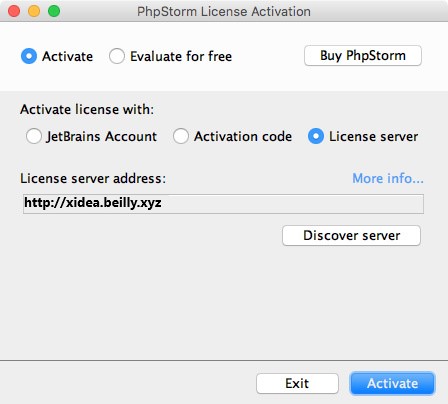 PhpStorm License Activation
Activate Evaluate for free Buy PhpStorm
Activate license with:
JetBrains Account Activation code License server
License server address: More info...
http://xidea.beilly.xyz
Discover server
Exit Activate